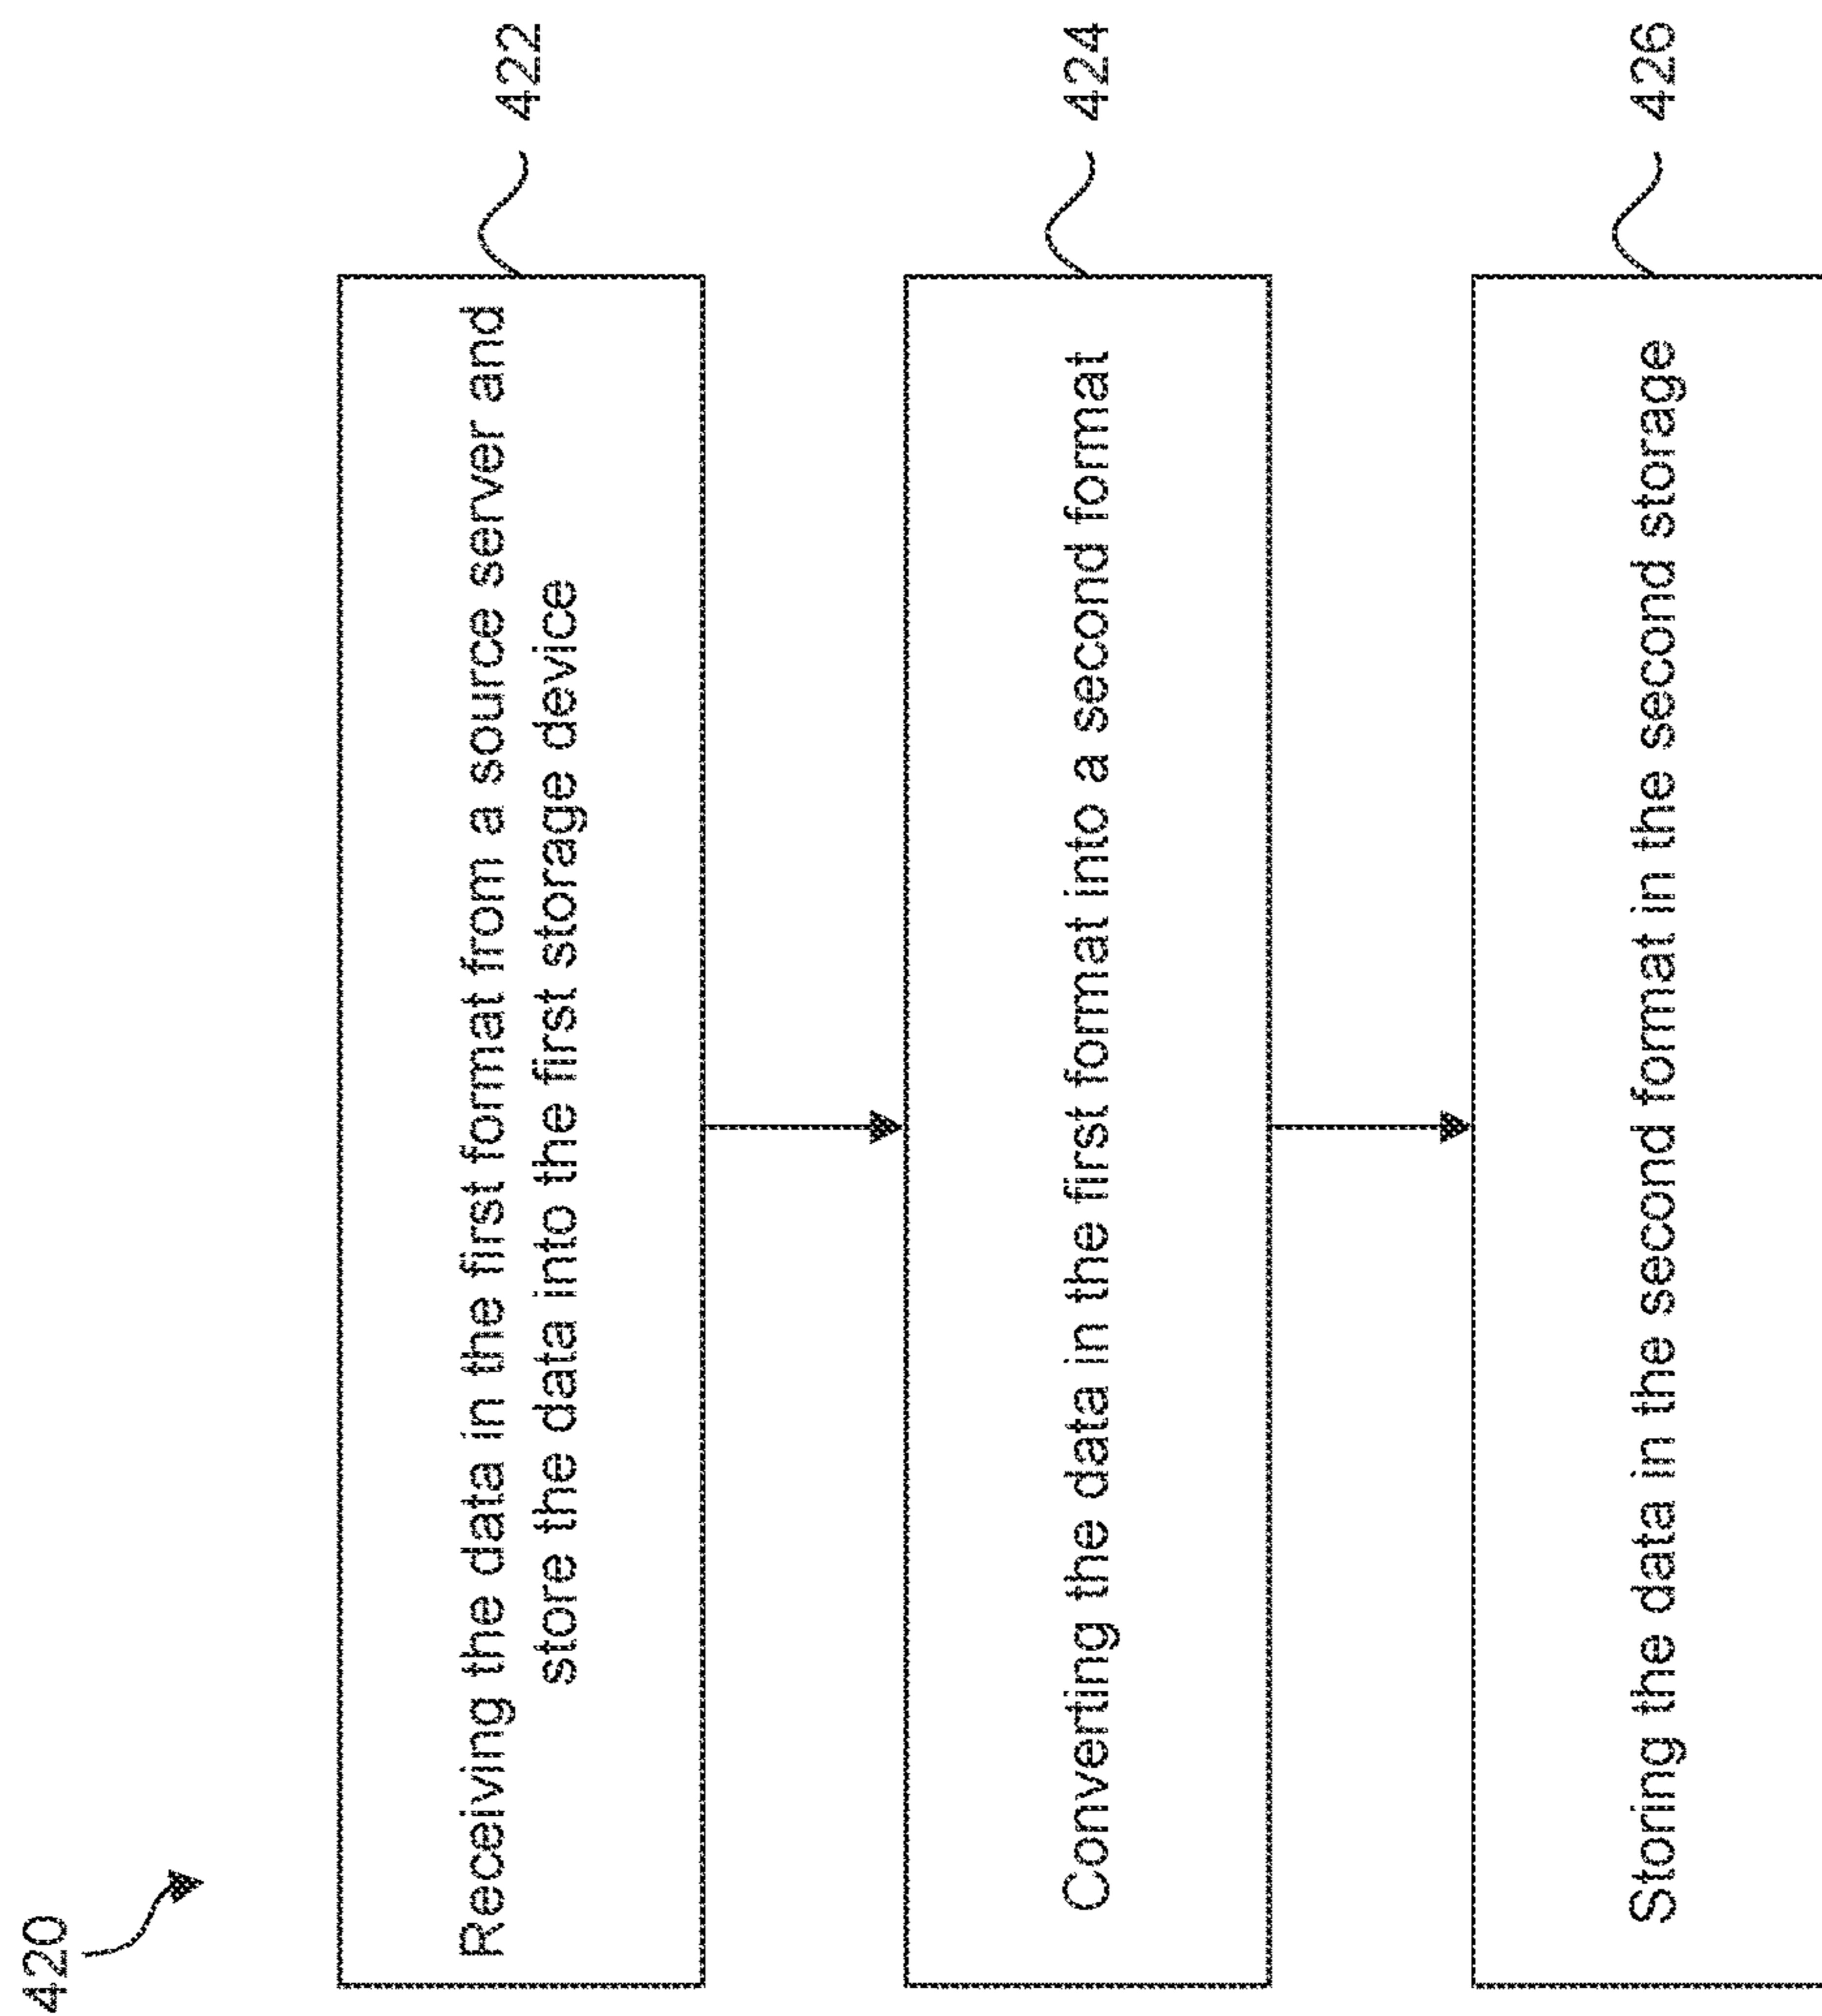 420
Receiving the data in the first format from a source server and
store the data into the first storage device
422
Converting the data in the first format into a second format
424
Storing the data in the second format in the second storage
426